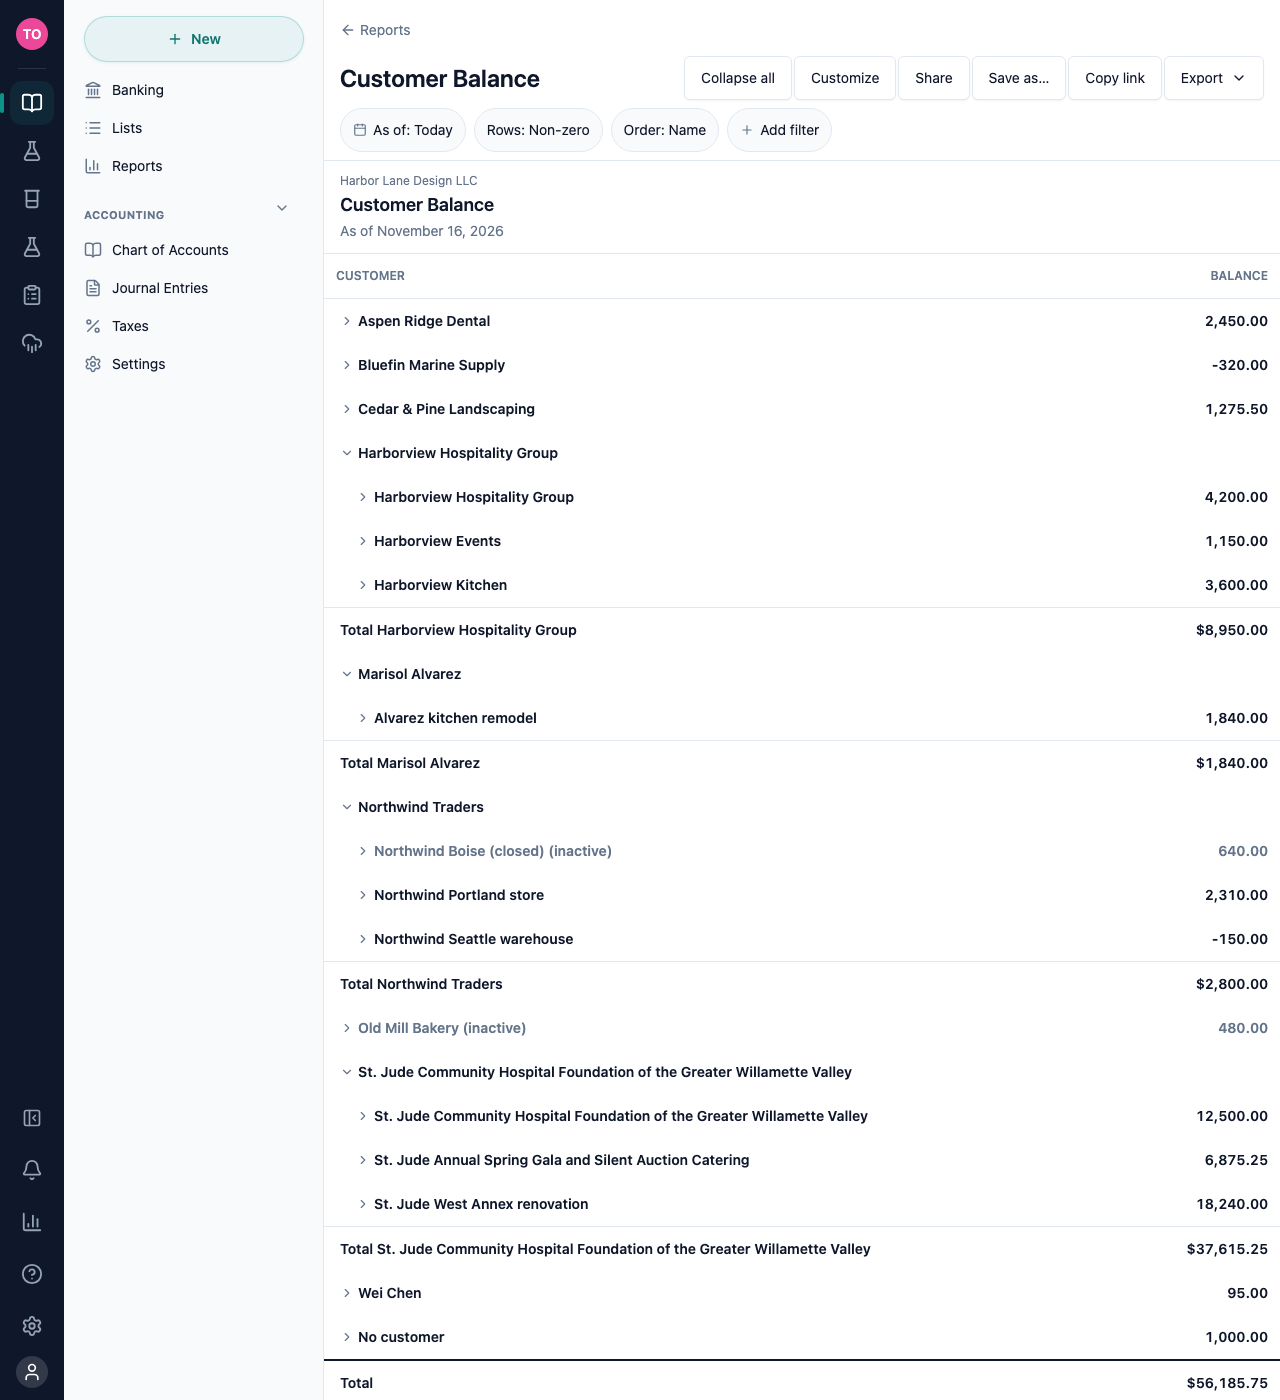 TO
New
Banking
Lists
Reports
ACCOUNTING
Chart of Accounts
Journal Entries
Taxes
Settings
Reports
Customer Balance
Collapse all
Customize
Share
Save as...
Copy link
Export
As of: Today
Rows: Non-zero
Order: Name
Add filter
Harbor Lane Design LLC
Customer Balance
As of November 16, 2026
CUSTOMER BALANCE
Aspen Ridge Dental 2,450.00
Bluefin Marine Supply -320.00
Cedar & Pine Landscaping 1,275.50
Harborview Hospitality Group
Harborview Hospitality Group 4,200.00
Harborview Events 1,150.00
Harborview Kitchen 3,600.00
Total Harborview Hospitality Group $8,950.00
Marisol Alvarez
Alvarez kitchen remodel 1,840.00
Total Marisol Alvarez $1,840.00
Northwind Traders
Northwind Boise (closed) (inactive) 640.00
Northwind Portland store 2,310.00
Northwind Seattle warehouse -150.00
Total Northwind Traders $2,800.00
Old Mill Bakery (inactive) 480.00
St. Jude Community Hospital Foundation of the Greater Willamette Valley
St. Jude Community Hospital Foundation of the Greater Willamette Valley 12,500.00
St. Jude Annual Spring Gala and Silent Auction Catering 6,875.25
St. Jude West Annex renovation 18,240.00
Total St. Jude Community Hospital Foundation of the Greater Willamette Valley $37,615.25
Wei Chen 95.00
No customer 1,000.00
Total $56,185.75